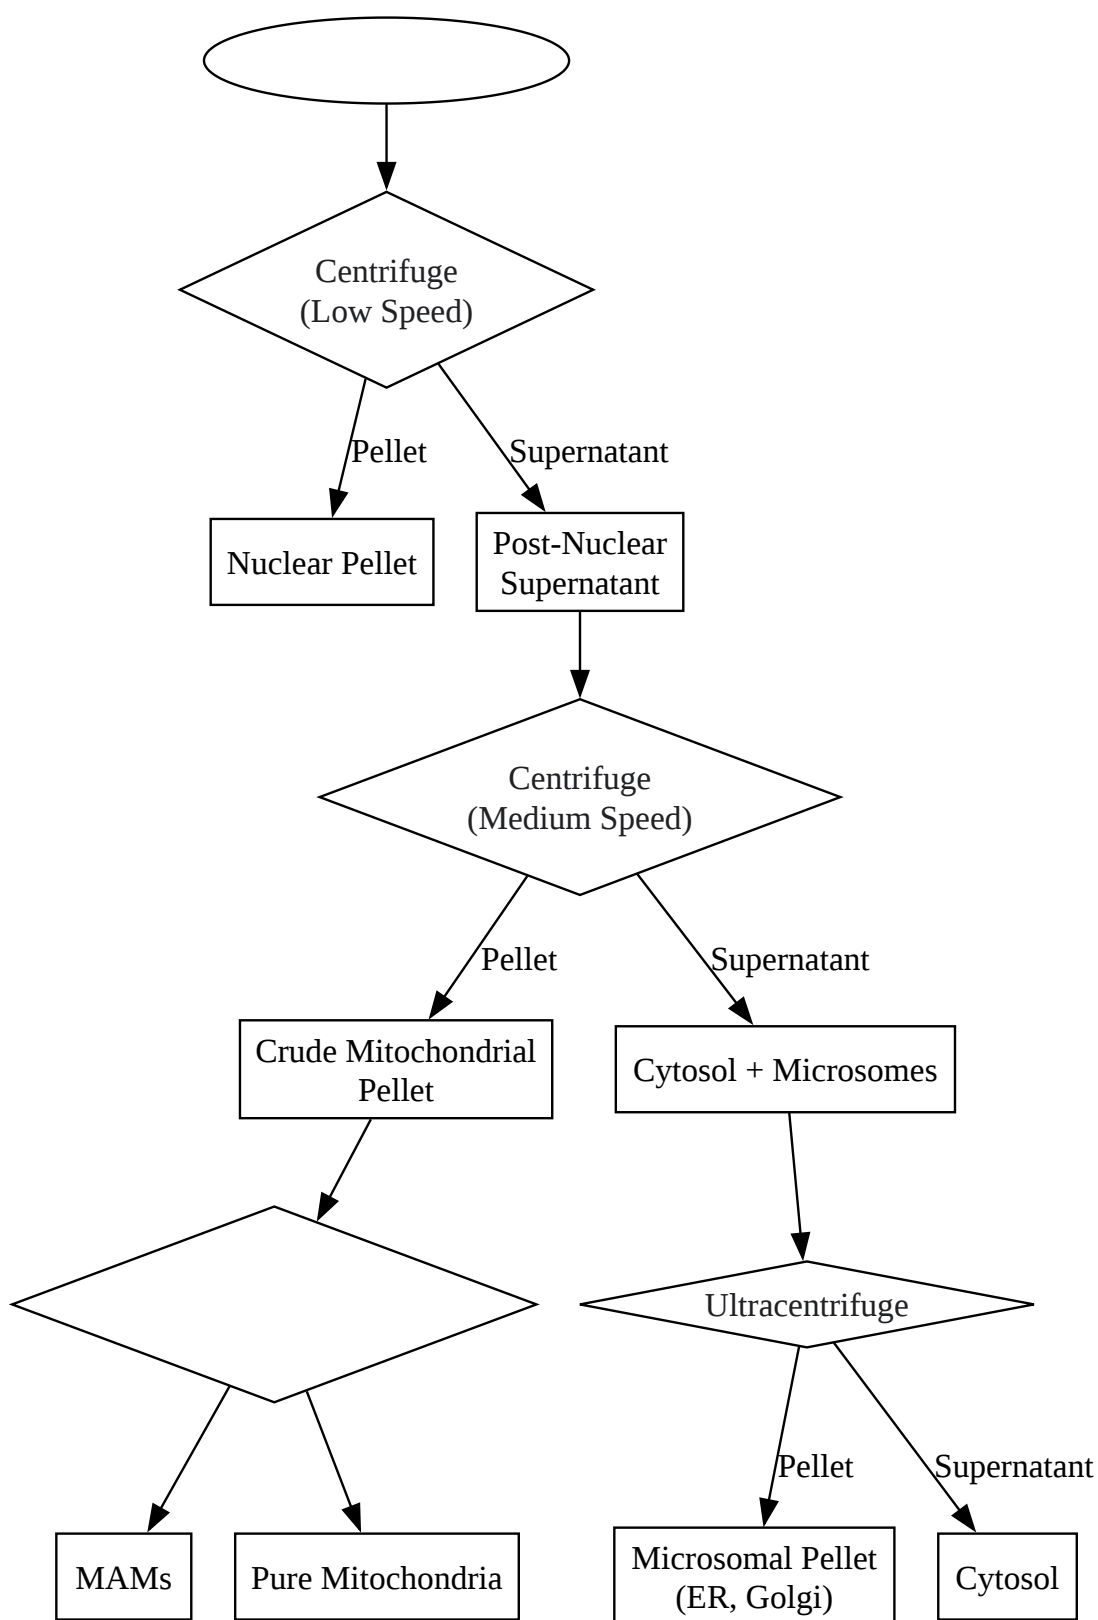 Centrifuge
(Low Speed)
Pellet
Supernatant
Nuclear Pellet
Post-Nuclear
Supernatant
Centrifuge
(Medium Speed)
Pellet
Supernatant
Crude Mitochondrial
Pellet
Cytosol + Microsomes
Ultracentrifuge
Pellet
Supernatant
MAMs
Pure Mitochondria
Microsomal Pellet
(ER, Golgi)
Cytosol